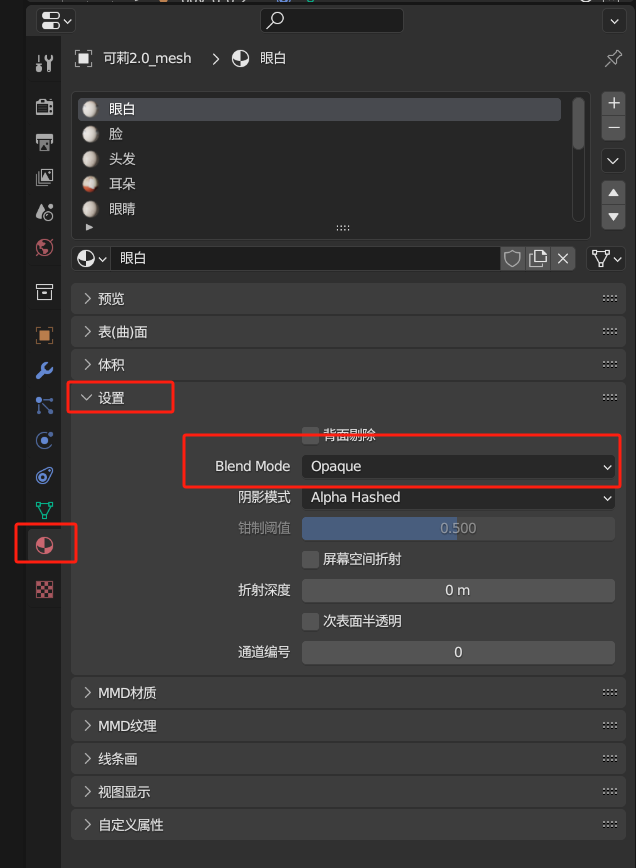 可莉2.0_mesh > 眼白
眼白
脸
头发
耳朵
眼睛
眼白
预览
表(曲)面
体积
设置
背面剔除
Blend Mode Opaque
阴影模式 Alpha Hashed
钳制阈值 0.500
屏幕空间折射
折射深度 0 m
次表面半透明
通道编号 0
MMD材质
MMD纹理
线条画
视图显示
自定义属性